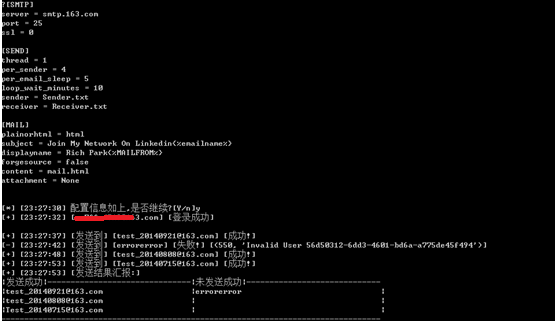 ?[SMTP]
server = smtp.163.com
port = 25
ssl = 0
[SEND]
thread = 1
per_sender = 4
per_email_sleep = 5
loop_wait_minutes = 10
sender = Sender.txt
receiver = Receiver.txt
[MAIL]
plainorhtml = html
subject = Join My Network On Linkedin(%emailname%)
displayname = Rich Park(%MAILFROM%)
forgesource = false
content = mail.html
attachment = None
[*] [23:27:30] 配置信息如上,是否继续?[Y/n]y
[+] [23:27:32] [ 163.com] [登录成功]
[+] [23:27:37] [发送到] [test_20140921@163.com] [成功!]
[-] [23:27:42] [发送到] [errorerror] [失败!] [(550, 'Invalid User 56d50312-6dd3-4601-bd6a-a775de45f494')]
[+] [23:27:48] [发送到] [test_20140808@163.com] [成功!]
[+] [23:27:53] [发送到] [Test_20140715@163.com] [成功!]
[+] [23:27:53] [发送结果汇报:]
|发送成功|-----------------------------|未发送成功|-----------------------------
|test_20140921@163.com |errorerror |
|test_20140808@163.com | |
|Test_20140715@163.com | |